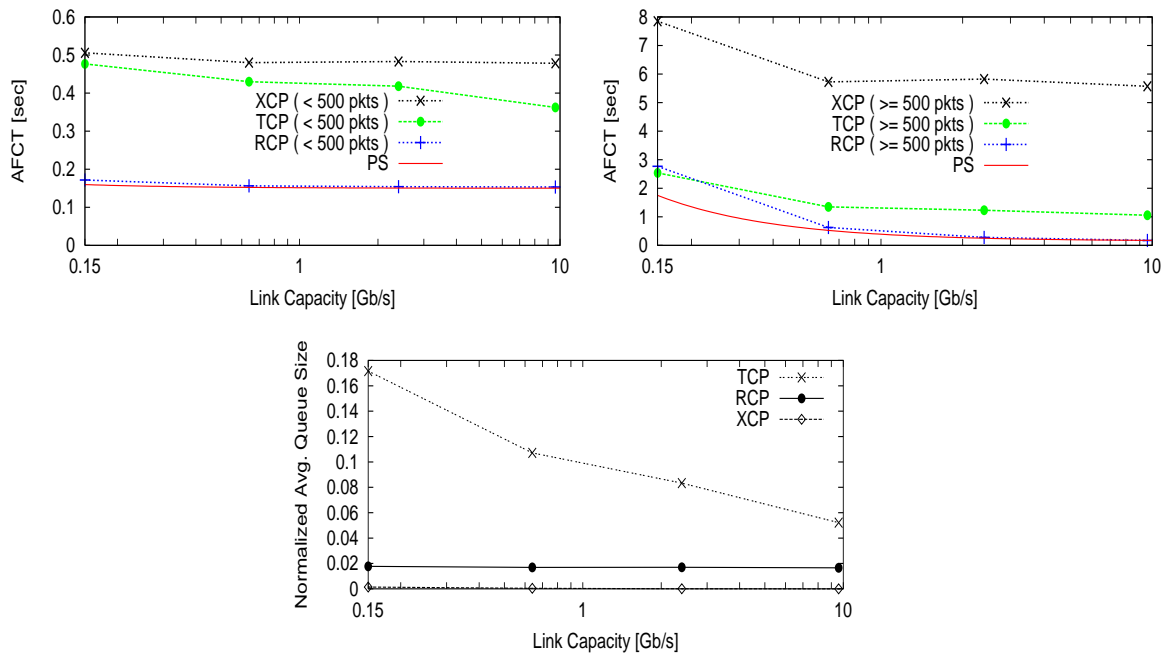 0.6
0.5
0.4
0.3
0.2
0.1
0
AFCT [sec]
XCP ( < 500 pkts )
TCP ( < 500 pkts )
RCP ( < 500 pkts )
PS
0.15
1
10
Link Capacity [Gb/s]
8
7
6
5
4
3
2
1
0
AFCT [sec]
XCP ( >= 500 pkts )
TCP ( >= 500 pkts )
RCP ( >= 500 pkts )
PS
0.15
1
10
Link Capacity [Gb/s]
0.18
0.16
0.14
0.12
0.1
0.08
0.06
0.04
0.02
0
Normalized Avg. Queue Size
TCP
RCP
XCP
0.15
1
10
Link Capacity [Gb/s]